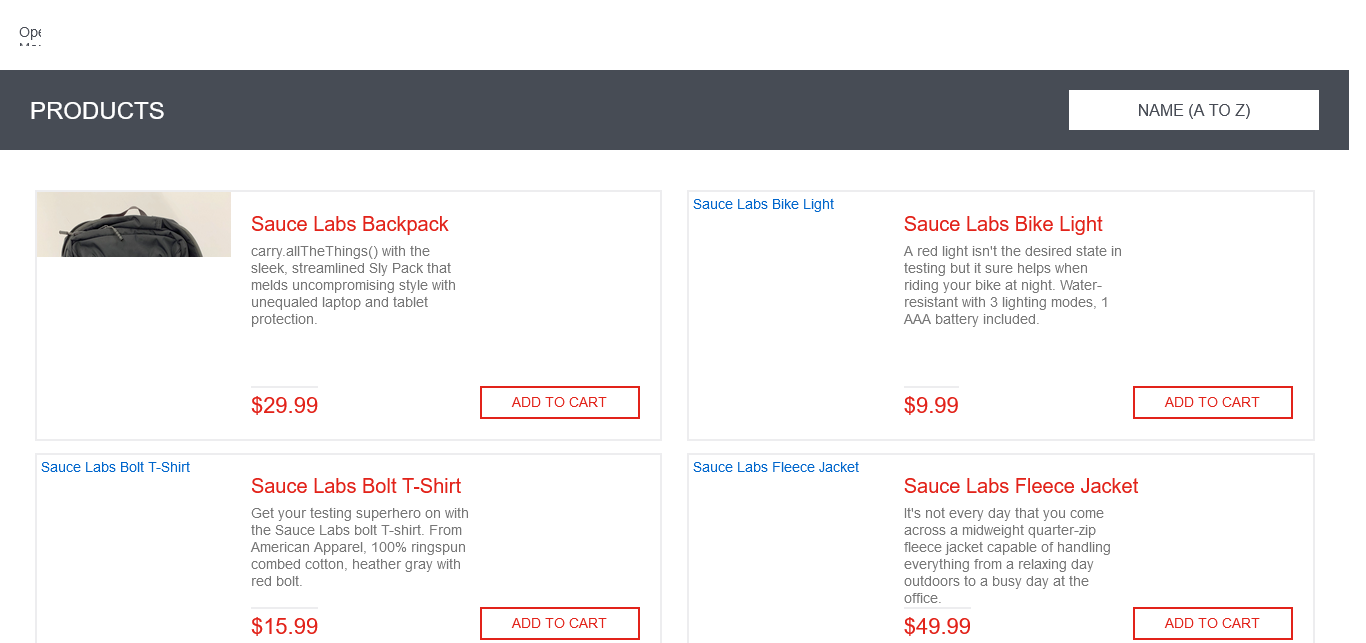 Ope
PRODUCTS
NAME (A TO Z)
Sauce Labs Backpack
carry.allTheThings() with the
sleek, streamlined Sly Pack that
melds uncompromising style with
unequaled laptop and tablet
protection.
$29.99
ADD TO CART
Sauce Labs Bike Light
Sauce Labs Bike Light
A red light isn't the desired state in
testing but it sure helps when
riding your bike at night. Water-
resistant with 3 lighting modes, 1
AAA battery included.
$9.99
ADD TO CART
Sauce Labs Bolt T-Shirt
Sauce Labs Bolt T-Shirt
Get your testing superhero on with
the Sauce Labs bolt T-shirt. From
American Apparel, 100% ringspun
combed cotton, heather gray with
red bolt.
$15.99
ADD TO CART
Sauce Labs Fleece Jacket
Sauce Labs Fleece Jacket
It's not every day that you come
across a midweight quarter-zip
fleece jacket capable of handling
everything from a relaxing day
outdoors to a busy day at the
office.
$49.99
ADD TO CART